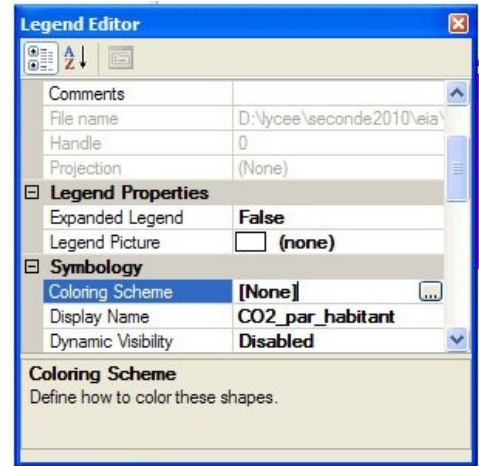 Legend Editor
Comments
File name D:\lycee\seconde2010\eia\
Handle 0
Projection (None)
Legend Properties
Expanded Legend False
Legend Picture (none)
Symbology
Coloring Scheme [None] ...
Display Name CO2_par_habitant
Dynamic Visibility Disabled
Coloring Scheme
Define how to color these shapes.